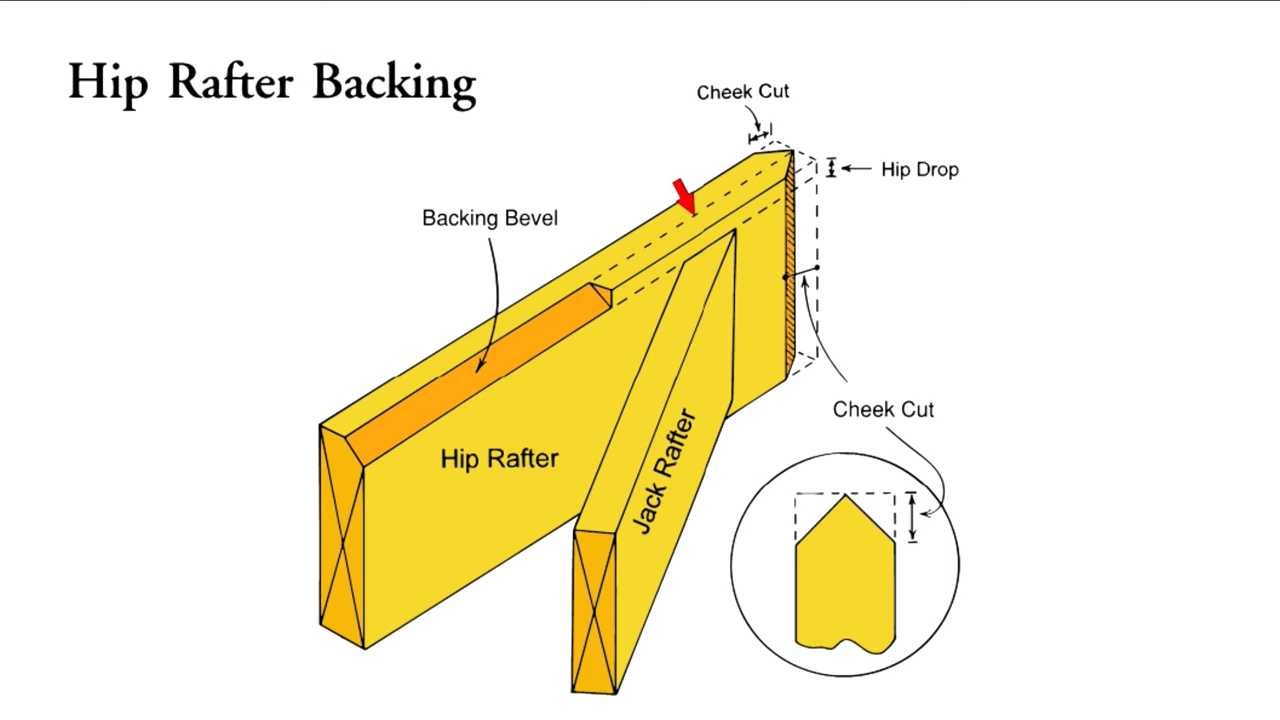 Hip Rafter Backing
Cheek Cut
Hip Drop
Backing Bevel
Cheek Cut
Hip Rafter
Jack Rafter